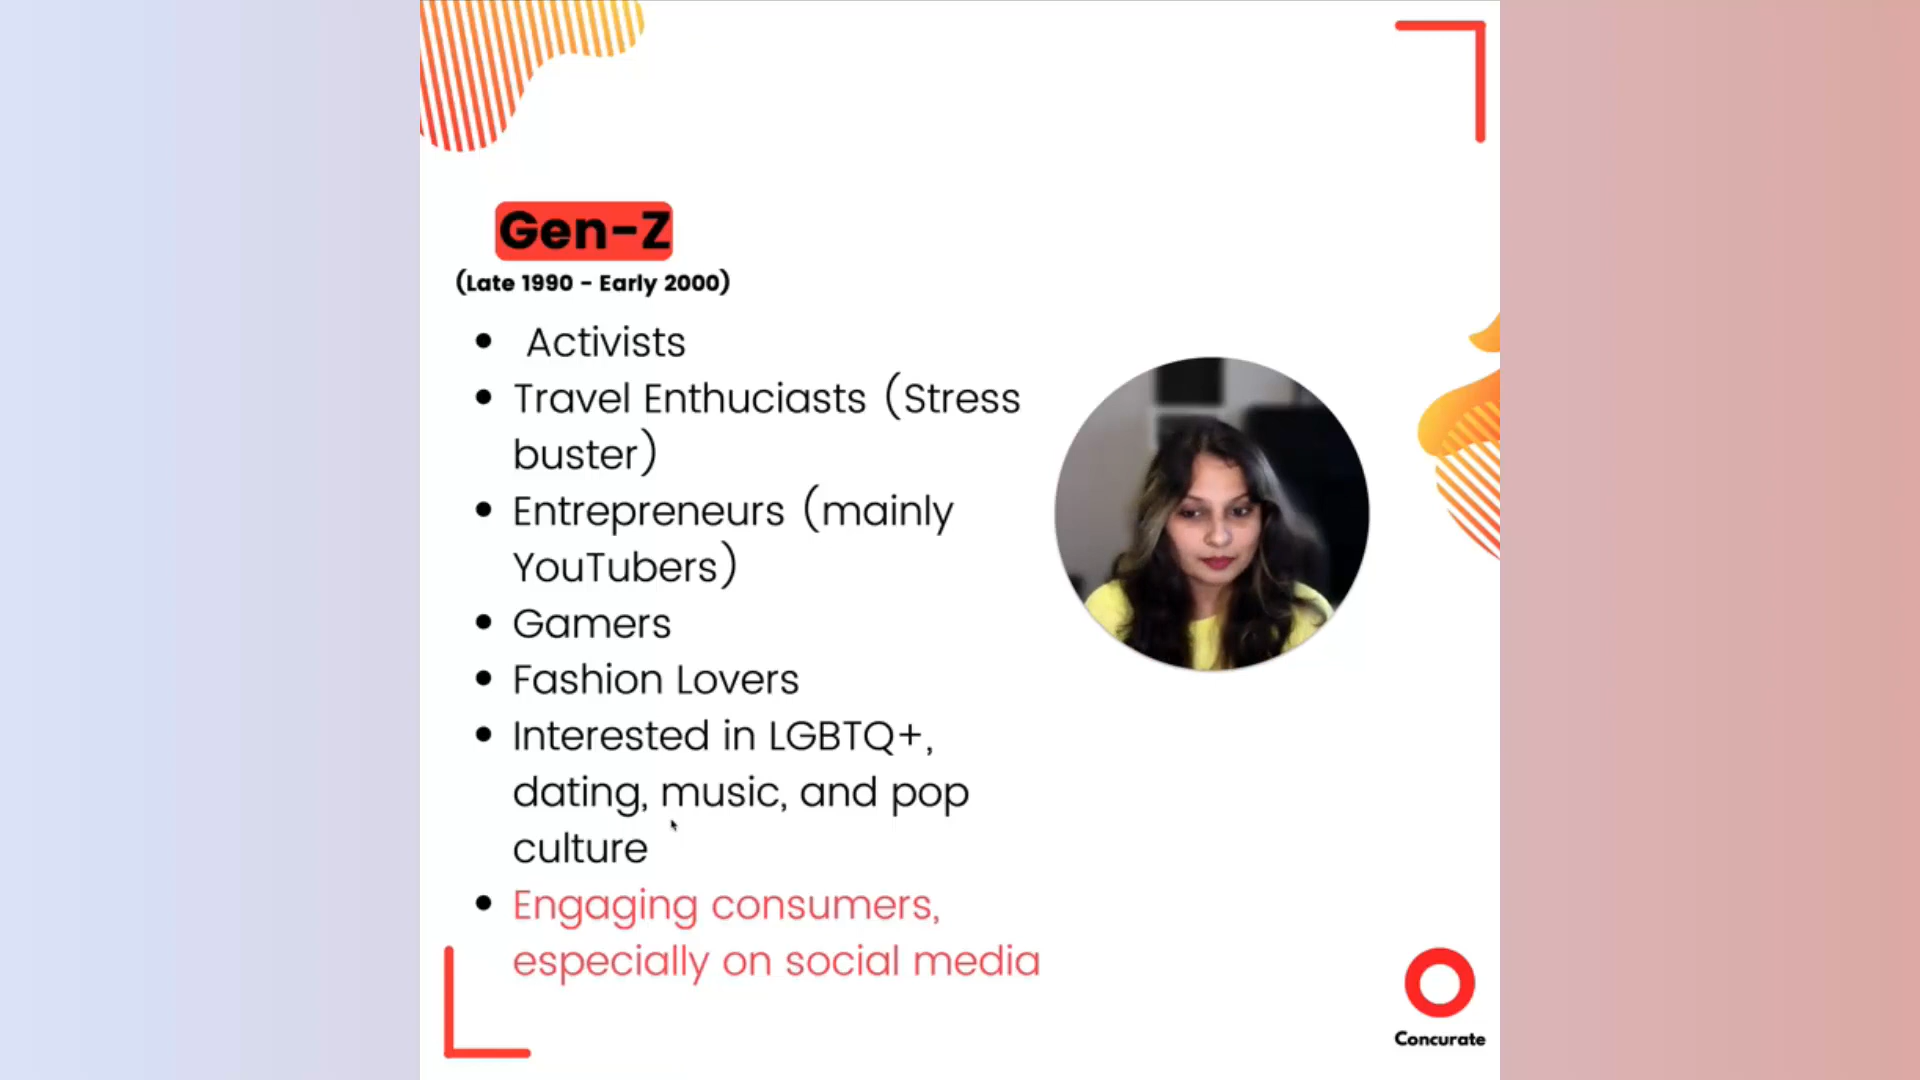 Gen-Z
(Late 1990 - Early 2000)
Activists
Travel Enthuciasts (Stress
buster)
Entrepreneurs (mainly
YouTubers)
Gamers
Fashion Lovers
Interested in LGBTQ+,
dating, music, and pop
culture
Engaging consumers,
especially on social media
Concurate